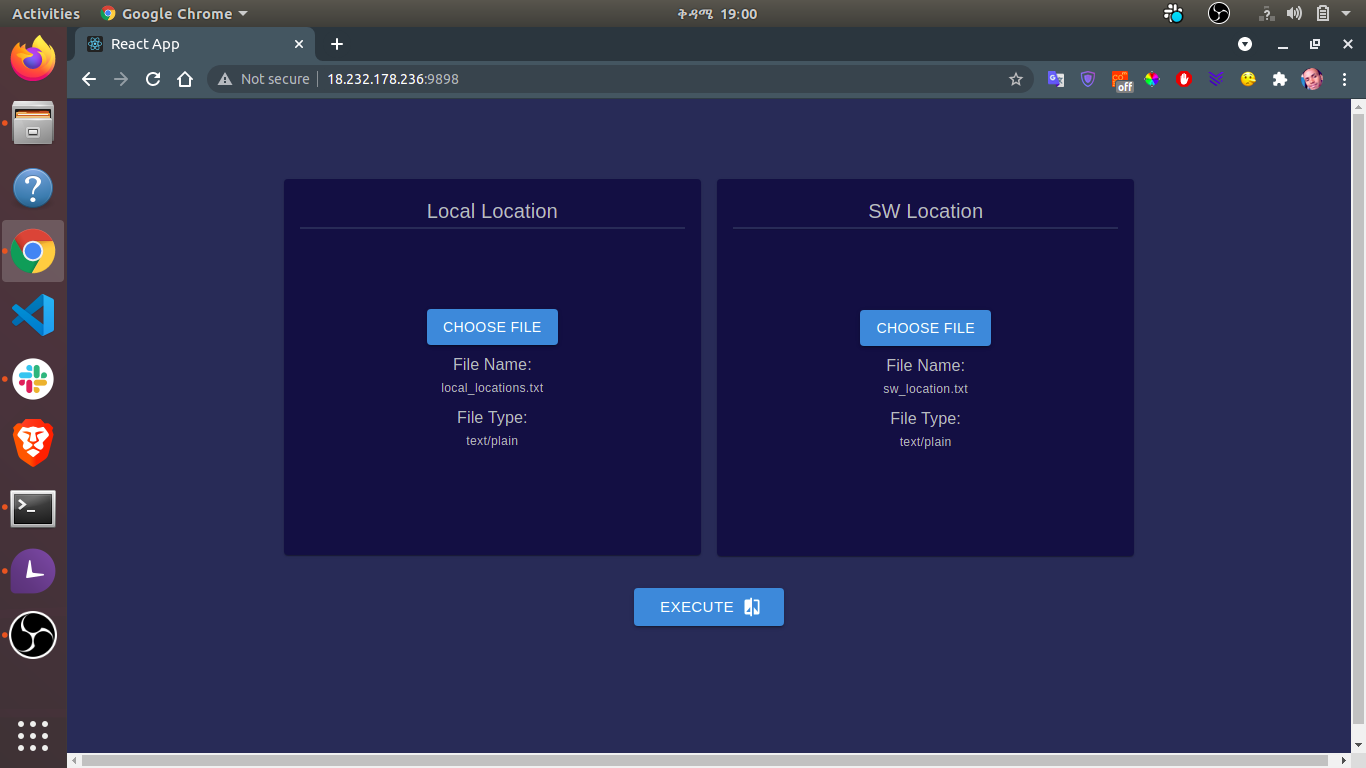 Activities
Google Chrome
ቅዳሜ 19:00
React App
Not secure
18.232.178.236:9898
off
Local Location
CHOOSE FILE
File Name:
local_locations.txt
File Type:
text/plain
SW Location
CHOOSE FILE
File Name:
sw_location.txt
File Type:
text/plain
EXECUTE